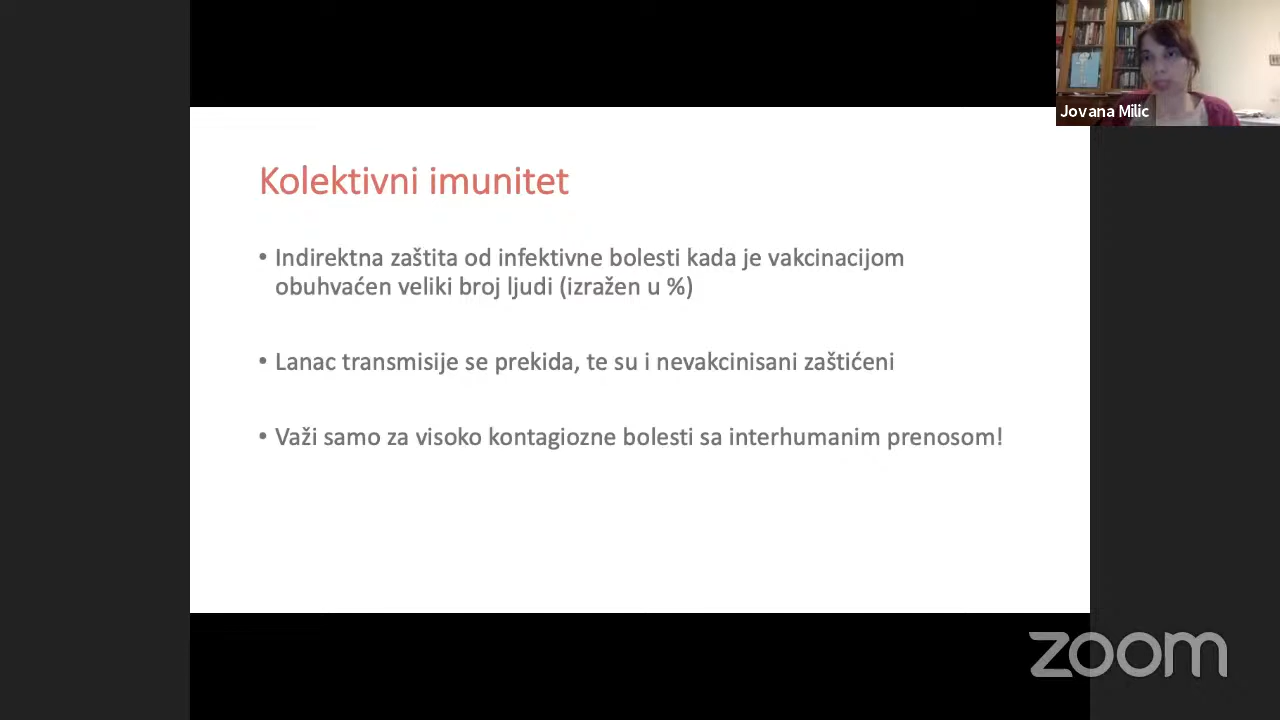 Jovana Milic
Kolektivni imunitet
• Indirektna zaštita od infektivne bolesti kada je vakcinacijom
obuhvaćen veliki broj ljudi (izražen u %)
• Lanac transmisije se prekida, te su i nevakcinisani zaštićeni
• Važi samo za visoko kontagiozne bolesti sa interhumanim prenosom!
zoom